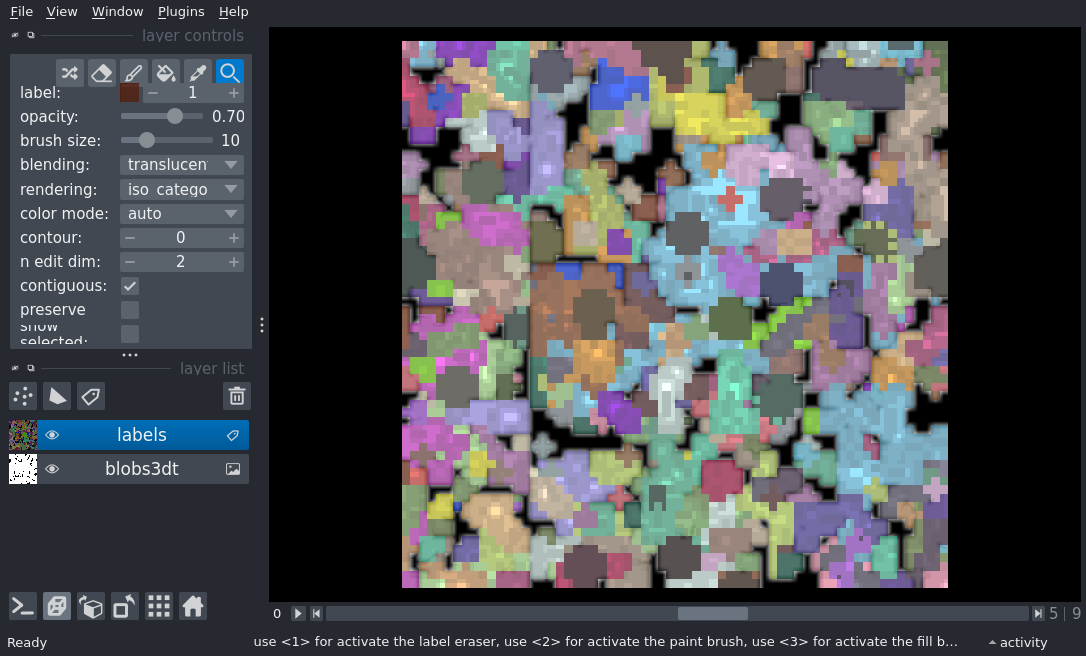 File View Window Plugins Help
layer controls
label: 1
opacity: 0.70
brush size: 10
blending: translucen
rendering: iso catego
color mode: auto
contour: 0
n edit dim: 2
contiguous:
preserve
show
selected:
layer list
labels
blobs3dt
0 5 | 9
Ready use <1> for activate the label eraser, use <2> for activate the paint brush, use <3> for activate the fill b... activity